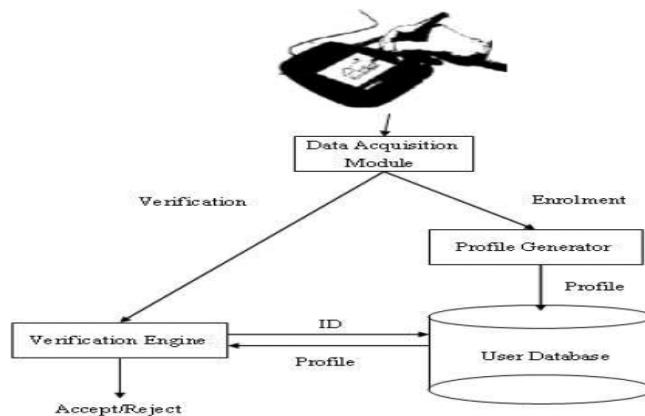 Data Acquisition
Module
Verification
Enrolment
Profile Generator
Profile
Verification Engine
ID
Profile
User Database
Accept/Reject